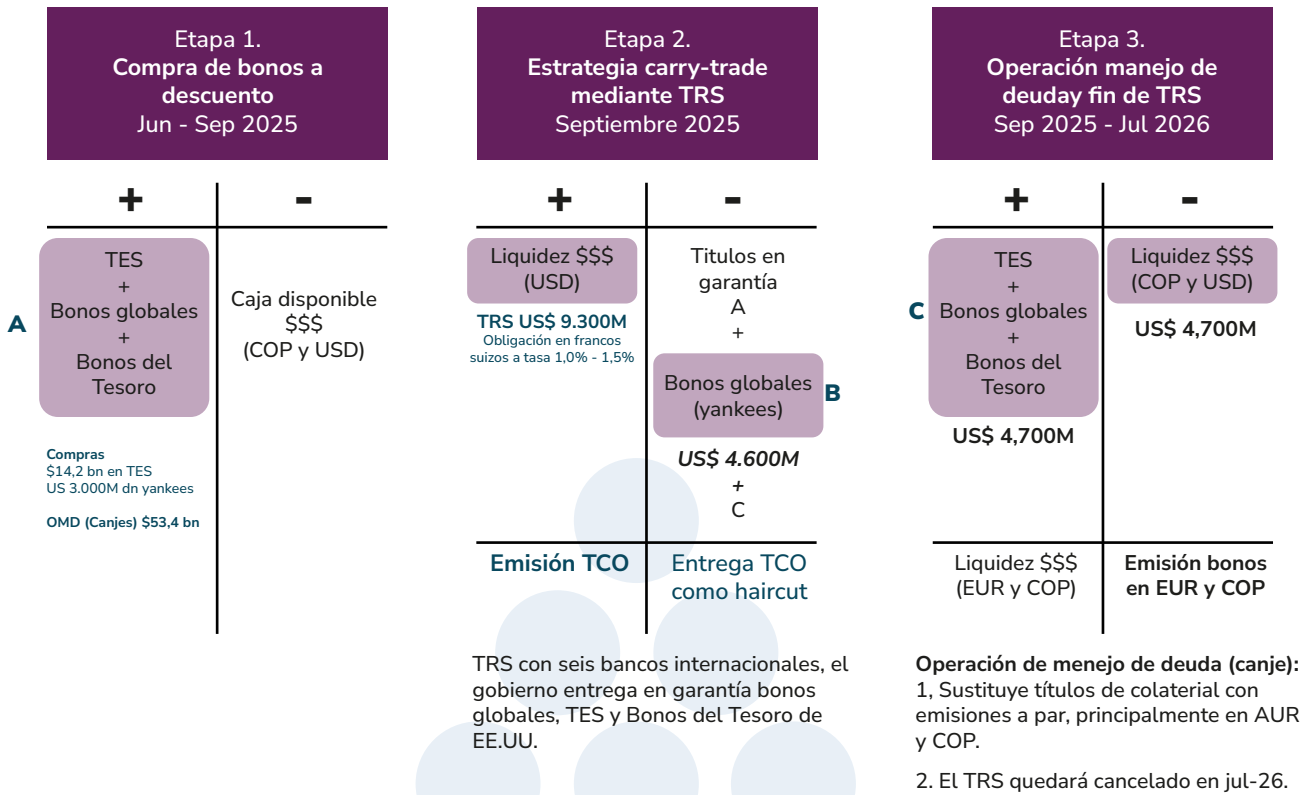 Etapa 1.
Compra de bonos a
descuento
Jun - Sep 2025
+
-
A
TES
+
Bonos globales
+
Bonos del
Tesoro
Caja disponible
$$$
(COP y USD)
Compras
$14,2 bn en TES
US 3.000M dn yankees
OMD (Canjes) $53,4 bn
Etapa 2.
Estrategia carry-trade
mediante TRS
Septiembre 2025
+
-
Liquidez $$$
(USD)
TRS US$ 9.300M
Obligación en francos
suizos a tasa 1,0% - 1,5%
Titulos en
garantía
A
+
Bonos globales
(yankees)
B
US$ 4.600M
+
C
Emisión TCO
Entrega TCO
como haircut
TRS con seis bancos internacionales, el
gobierno entrega en garantía bonos
globales, TES y Bonos del Tesoro de
EE.UU.
Etapa 3.
Operación manejo de
deuday fin de TRS
Sep 2025 - Jul 2026
+
-
C
TES
+
Bonos globales
+
Bonos del
Tesoro
US$ 4,700M
Liquidez $$$
(COP y USD)
US$ 4,700M
Liquidez $$$
(EUR y COP)
Emisión bonos
en EUR y COP
Operación de menejo de deuda (canje):
1, Sustituye títulos de colaterial con
emisiones a par, principalmente en AUR
y COP.
2. El TRS quedará cancelado en jul-26.